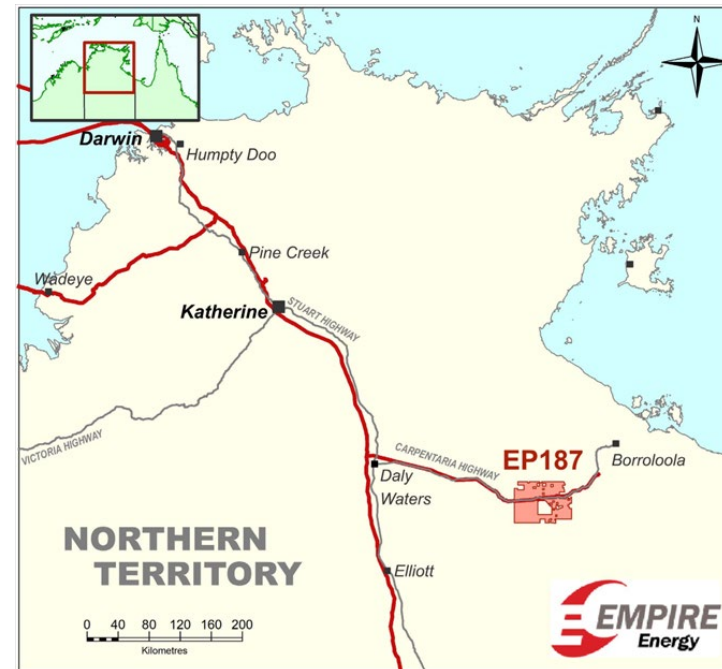 N
Darwin
Humpty Doo
Pine Creek
Wadeye
Katherine
STUART HIGHWAY
VICTORIA HIGHWAY
CARPENTARIA HIGHWAY
EP187
Borroloola
Daly
Waters
NORTHERN
TERRITORY
Elliott
0 40 80 120 160 200
Kilometres
EMPIRE
Energy